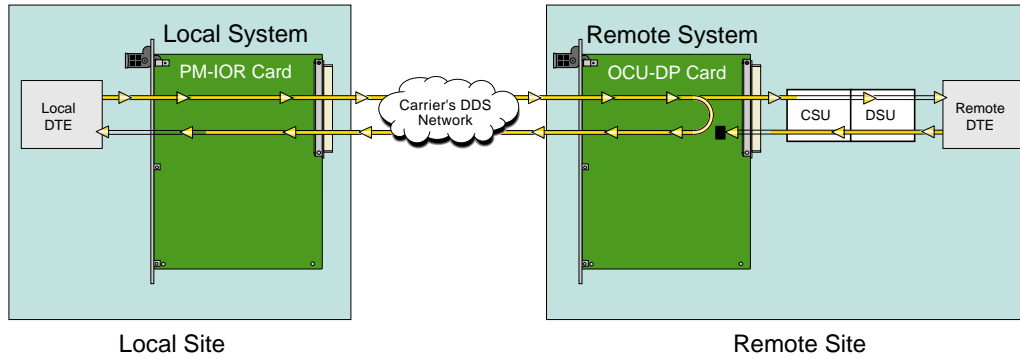 Local System
Remote System
PM-IOR Card
OCU-DP Card
Local
DTE
Carrier's DDS
Network
CSU
DSU
Remote
DTE
Local Site
Remote Site